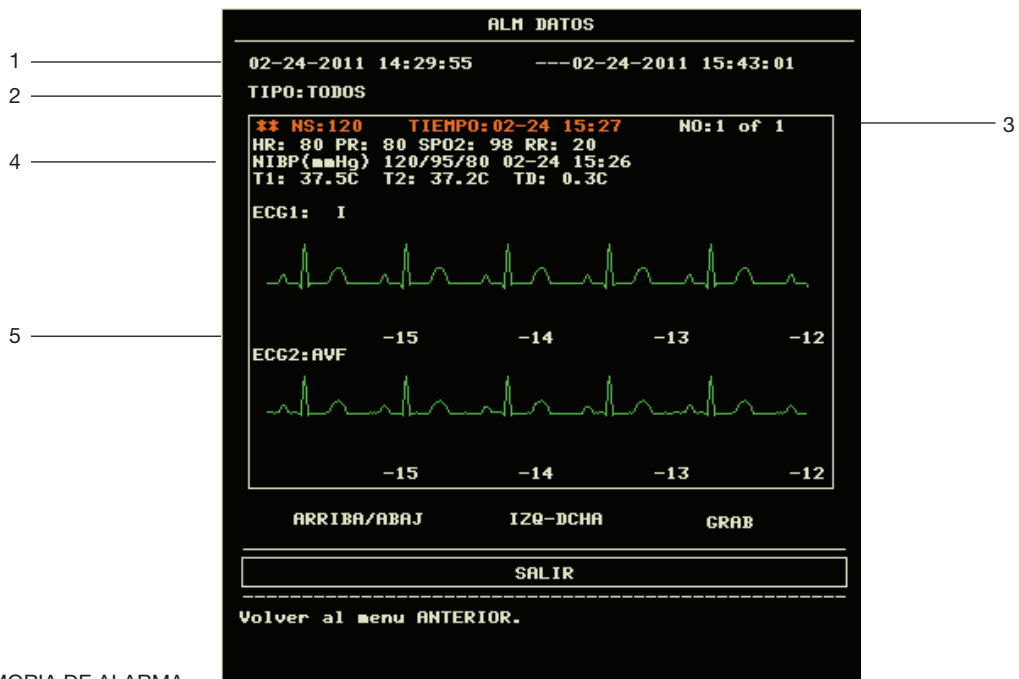 ALM DATOS
1
02-24-2011 14:29:55 ---02-24-2011 15:43:01
2
TIPO:TODOS
** NS:120 TIEMPO:02-24 15:27 NO:1 of 1
3
HR: 80 PR: 80 SPO2: 98 RR: 20
4
NIBP(mmHg) 120/95/80 02-24 15:26
T1: 37.5C T2: 37.2C TD: 0.3C
ECG1: I
5
-15 -14 -13 -12
ECG2:AVF
-15 -14 -13 -12
ARRIBA/ABAJ IZQ-DCHA GRAB
SALIR
Volver al menu ANTERIOR.
DE ALARMA